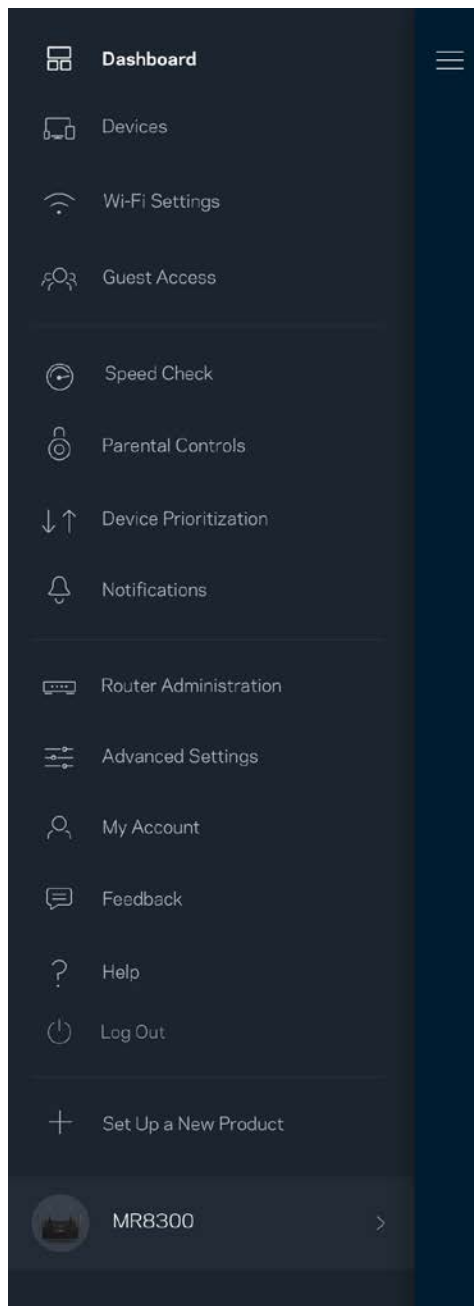 Dashboard
Devices
Wi-Fi Settings
Guest Access
Speed Check
Parental Controls
Device Prioritization
Notifications
Router Administration
Advanced Settings
My Account
Feedback
Help
Log Out
Set Up a New Product
MR8300